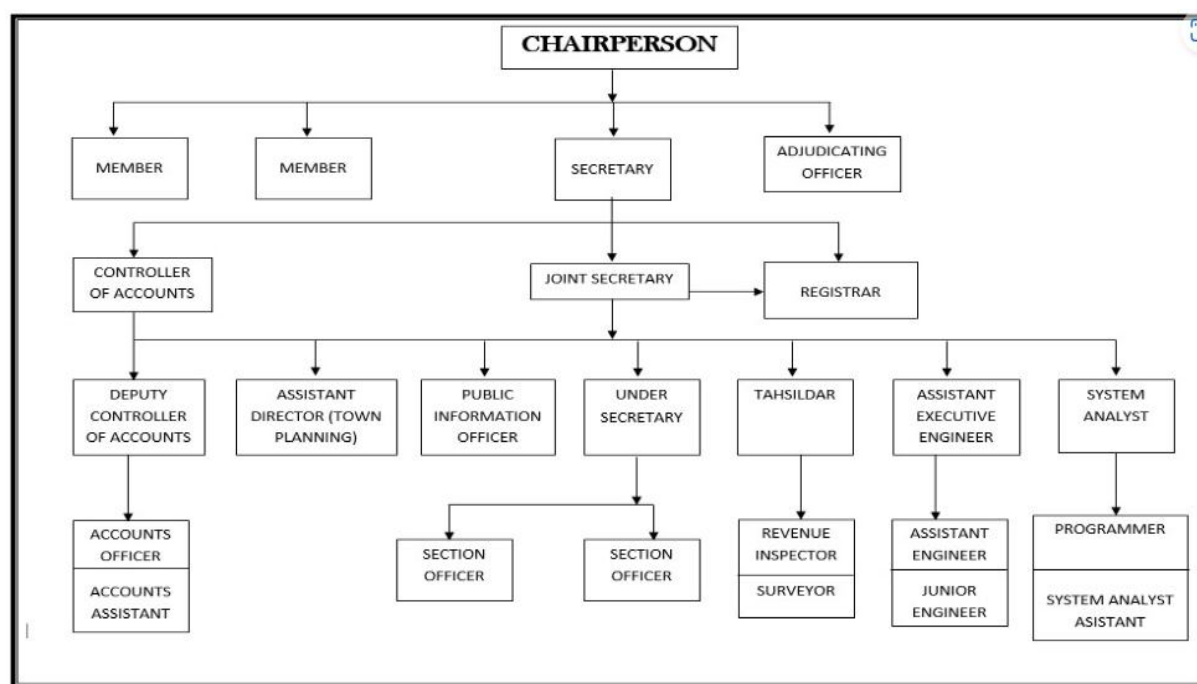 CHAIRPERSON
MEMBER
MEMBER
SECRETARY
ADJUDICATING
OFFICER
CONTROLLER
OF ACCOUNTS
JOINT SECRETARY
REGISTRAR
DEPUTY
CONTROLLER
OF ACCOUNTS
ASSISTANT
DIRECTOR (TOWN
PLANNING)
PUBLIC
INFORMATION
OFFICER
UNDER
SECRETARY
TAHSILDAR
ASSISTANT
EXECUTIVE
ENGINEER
SYSTEM
ANALYST
ACCOUNTS
OFFICER
ACCOUNTS
ASSISTANT
SECTION
OFFICER
SECTION
OFFICER
REVENUE
INSPECTOR
SURVEYOR
ASSISTANT
ENGINEER
JUNIOR
ENGINEER
PROGRAMMER
SYSTEM ANALYST
ASISTANT